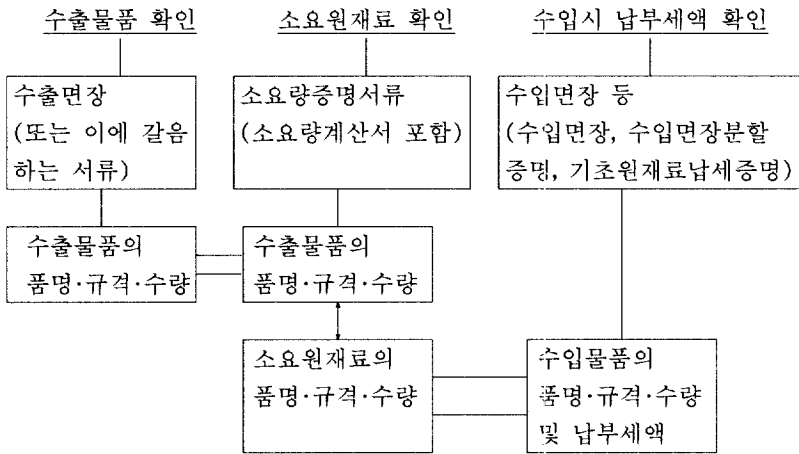 수출물품 확인
소요원재료 확인
수입시 납부세액 확인
수출면장
(또는 이에 갈음
하는 서류)
소요량증명서류
(소요량계산서 포함)
수입면장 등
(수입면장, 수입면장분할
증명, 기초원재료납세증명)
수출물품의
품명·규격·수량
수출물품의
품명·규격·수량
소요원재료의
품명·규격·수량
수입물품의
품명·규격·수량
및 납부세액